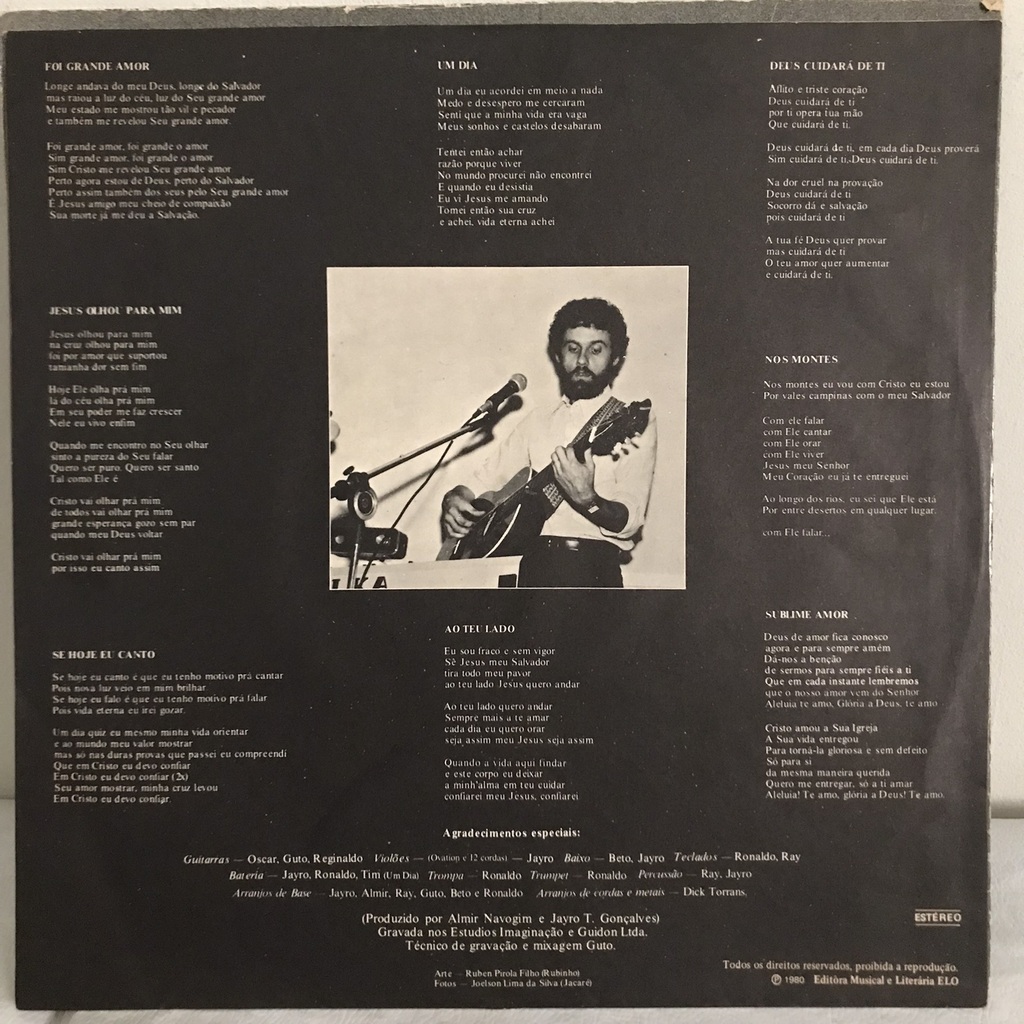 FOI GRANDE AMOR
Longe andava do meu Deus, longe do Salvador
mas raiou a luz do céu, luz do Seu grande amor
Meu estado me mostrou tão vil e pecador
e também me revelou Seu grande amor.
Foi grande amor, foi grande o amor
Sim grande amor, foi grande o amor
Sim Cristo me revelou Seu grande amor
Perto agora estou de Deus, perto do Salvador
Perto assim também dos seus pelo Seu grande amor
É Jesus amigo meu cheio de compaixão
Sua morte já me deu a Salvação.
JESUS OLHOU PARA MIM
Jesus olhou para mim
na cruz olhou para mim
foi por amor que suportou
tamanha dor sem fim
Hoje Ele olha prá mim
lá do céu olha prá mim
Em seu poder me faz crescer
Nele eu vivo enfim
Quando me encontro no Seu olhar
sinto a pureza do Seu falar
Quero ser puro, Quero ser santo
Tal como Ele é
Cristo vai olhar prá mim
de todos vai olhar prá mim
grande esperança gozo sem par
quando meu Deus voltar
Cristo vai olhar prá mim
por isso eu canto assim
SE HOJE EU CANTO
Se hoje eu canto é que eu tenho motivo prá cantar
Pois nova luz veio em mim brilhar
Se hoje eu falo é que eu tenho motivo prá falar
Pois vida eterna eu irei gozar.
Um dia quiz eu mesmo minha vida orientar
e ao mundo meu valor mostrar
mas só nas duras provas que passei eu compreendi
Que em Cristo eu devo confiar
Em Cristo eu devo confiar (2x)
Seu amor mostrar, minha cruz levou
Em Cristo eu devo confiar.
UM DIA
Um dia eu acordei em meio a nada
Medo e desespero me cercaram
Senti que a minha vida era vaga
Meus sonhos e castelos desabaram
Tentei então achar
razão porque viver
No mundo procurei não encontrei
E quando eu desistia
Eu vi Jesus me amando
Tomei então sua cruz
e achei, vida eterna achei
LKA
AO TEU LADO
Eu sou fraco e sem vigor
Sê Jesus meu Salvador
tira todo meu pavor
ao teu lado Jesus quero andar
Ao teu lado quero andar
Sempre mais a te amar
cada dia eu quero orar
seja assim meu Jesus seja assim
Quando a vida aqui findar
e este corpo eu deixar
a minh'alma em teu cuidar
confiarei meu Jesus, confiarei
DEUS CUIDARÁ DE TI
Aflito e triste coração
Deus cuidará de ti
por ti opera tua mão
Que cuidará de ti.
Deus cuidará de ti, em cada dia Deus proverá
Sim cuidará de ti, Deus cuidará de ti.
Na dor cruel na provação
Deus cuidará de ti
Socorro dá e salvação
pois cuidará de ti
A tua fé Deus quer provar
mas cuidará de ti
O teu amor quer aumentar
e cuidará de ti.
NOS MONTES
Nos montes eu vou com Cristo eu estou
Por vales campinas com o meu Salvador
Com ele falar
com Ele cantar
com Ele orar
com Ele viver
Jesus meu Senhor
Meu Coração eu já te entreguei
Ao longo dos rios, eu sei que Ele está
Por entre desertos em qualquer lugar.
com Ele falar...
SUBLIME AMOR
Deus de amor fica conosco
agora e para sempre amém
Dá-nos a benção
de sermos para sempre fiéis a ti
Que em cada instante lembremos
que o nosso amor vem do Senhor
Aleluia te amo, Glória a Deus, te amo
Cristo amou a Sua Igreja
A Sua vida entregou
Para torná-la gloriosa e sem defeito
Só para si
da mesma maneira querida
Quero me entregar, só a ti amar
Aleluia! Te amo, glória a Deus! Te amo.
Agradecimentos especiais:
Guitarras — Oscar, Guto, Reginaldo Violões — (Ovation e 12 cordas) — Jayro Baixo — Beto, Jayro Teclados — Ronaldo, Ray
Bateria — Jayro, Ronaldo, Tim (Um Dia) Trompa — Ronaldo Trumpet — Ronaldo Percussão — Ray, Jayro
Arranjos de Base — Jayro, Almir, Ray, Guto, Beto e Ronaldo Arranjos de cordas e metais — Dick Torrans.
(Produzido por Almir Navogim e Jayro T. Gonçalves)
Gravada nos Estudios Imaginação e Guidon Ltda.
Técnico de gravação e mixagem Guto.
Arte — Ruben Pirola Filho (Rubinho)
Fotos — Joelson Lima da Silva (Jacaré)
ESTÉREO
Todos os direitos reservados, proibida a reprodução.
℗ 1980 Editôra Musical e Literária ELO